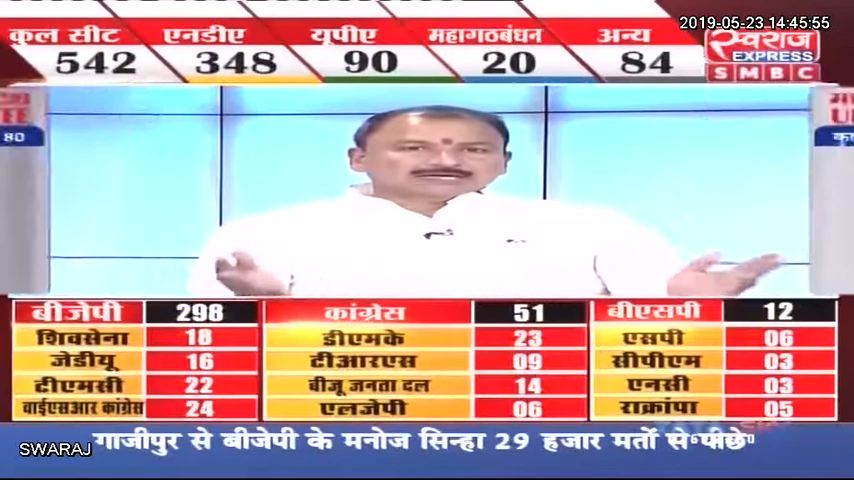 2019-05-23 14:45:55
कुल सीट एनडीए यूपीए महागठबंधन अन्य
542 348 90 20 84
स्वराज
EXPRESS
SMBC
80
बीजेपी 298 कांग्रेस 51 बीएसपी 12
शिवसेना 18 डीएमके 23 एसपी 06
जेडीयू 16 टीआरएस 09 सीपीएम 03
टीएमसी 22 बीजू जनता दल 14 एनसी 03
वाईएसआर कांग्रेस 24 एलजेपी 06 राकांपा 05
गाजीपुर से बीजेपी के मनोज सिन्हा 29 हजार मतों से पीछे
SWARAJ